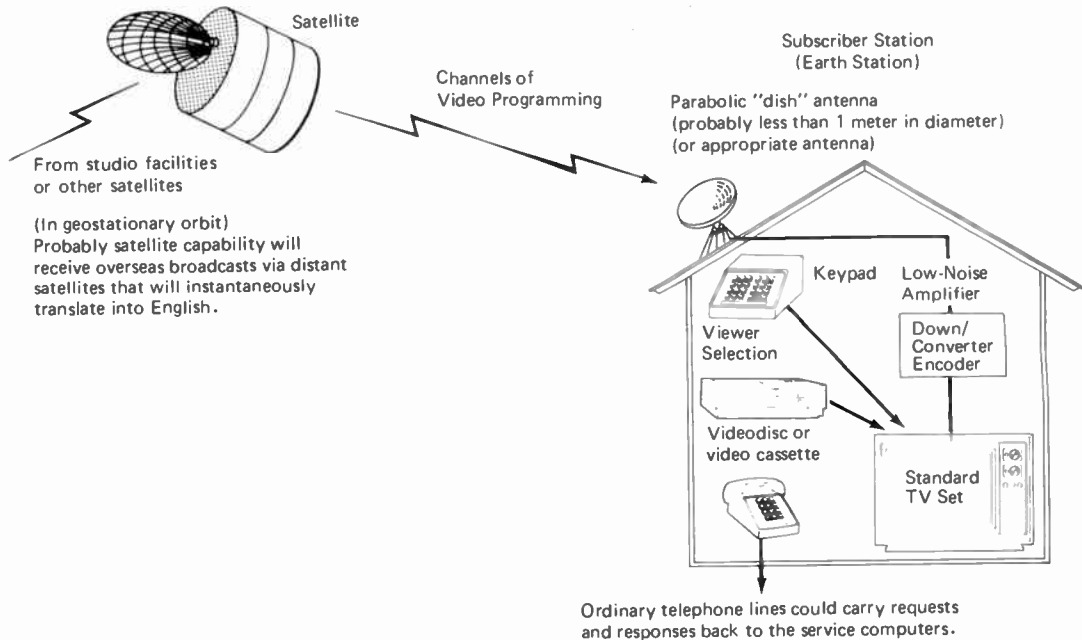 Satellite
Subscriber Station
(Earth Station)
Channels of
Video Programming
Parabolic "dish" antenna
(probably less than 1 meter in diameter)
(or appropriate antenna)
From studio facilities
or other satellites
(In geostationary orbit)
Probably satellite capability will
receive overseas broadcasts via distant
satellites that will instantaneously
translate into English.
Keypad
Low-Noise
Amplifier
Viewer
Selection
Down/
Converter
Encoder
Videodisc or
video cassette
Standard
TV Set
Ordinary telephone lines could carry requests
and responses back to the service computers.